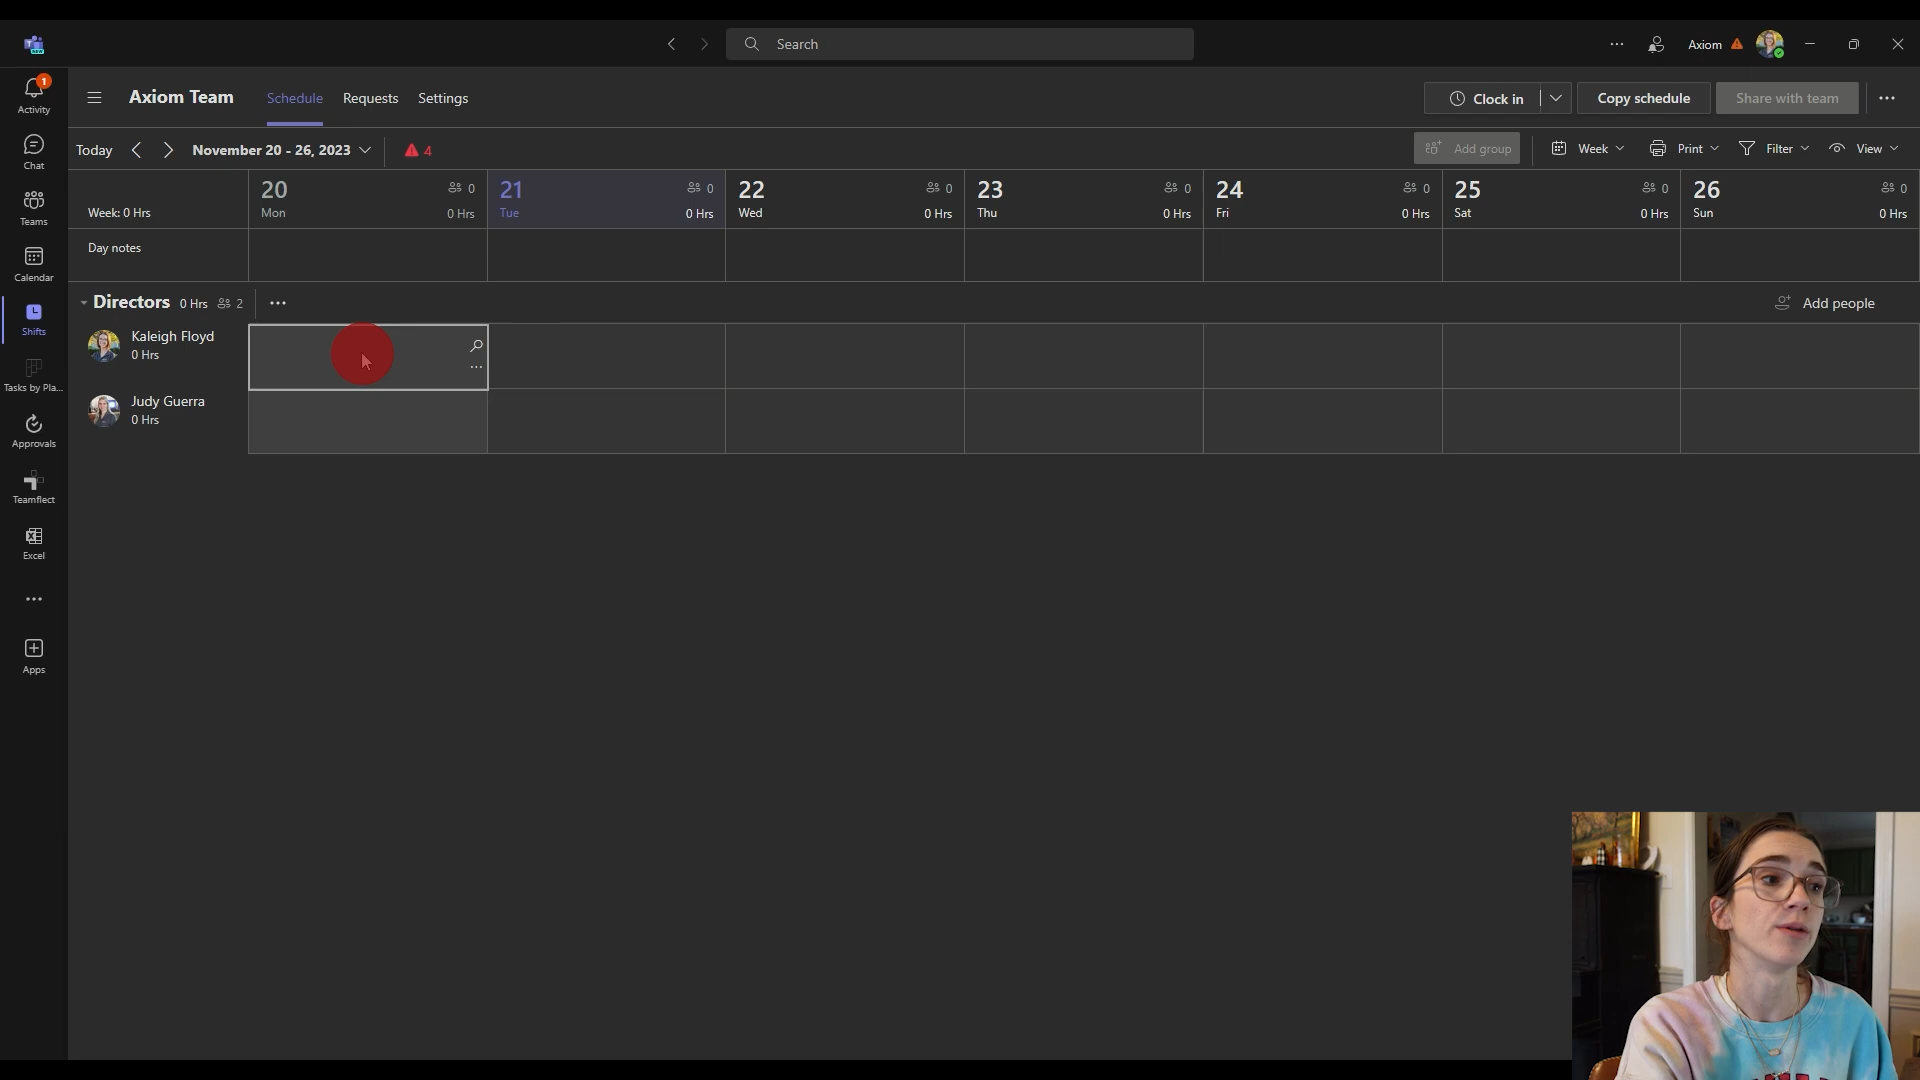 Search
Axiom
Activity
1
Chat
Teams
Calendar
Shifts
Tasks by Pla...
Approvals
Teamflect
Excel
Apps
Axiom Team
Schedule
Requests
Settings
Clock in
Copy schedule
Share with team
Today
November 20 - 26, 2023
4
Add group
Week
Print
Filter
View
Week: 0 Hrs
20 0
Mon 0 Hrs
21 0
Tue 0 Hrs
22 0
Wed 0 Hrs
23 0
Thu 0 Hrs
24 0
Fri 0 Hrs
25 0
Sat 0 Hrs
26 0
Sun 0 Hrs
Day notes
Directors 0 Hrs 2
Add people
Kaleigh Floyd
0 Hrs
Judy Guerra
0 Hrs